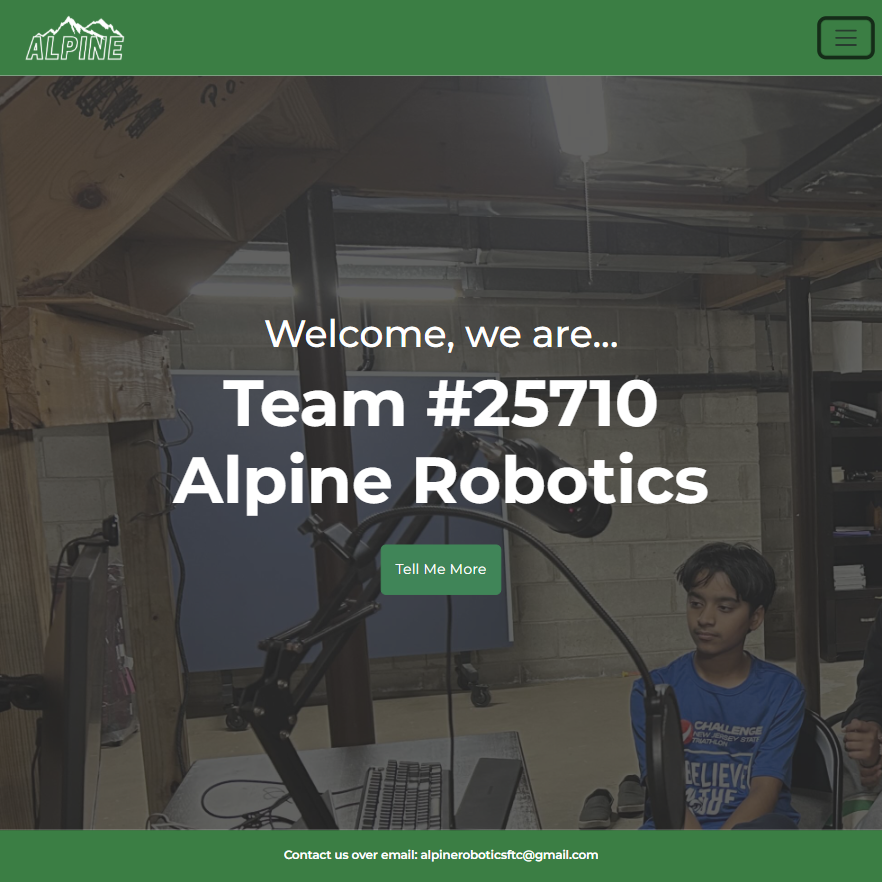 ALPINE
P.O.
Welcome, we are...
Team #25710
Alpine Robotics
Tell Me More
CHALLENGE
NEW JERSEY STATE
TRIATHLON
Contact us over email: alpineroboticsftc@gmail.com